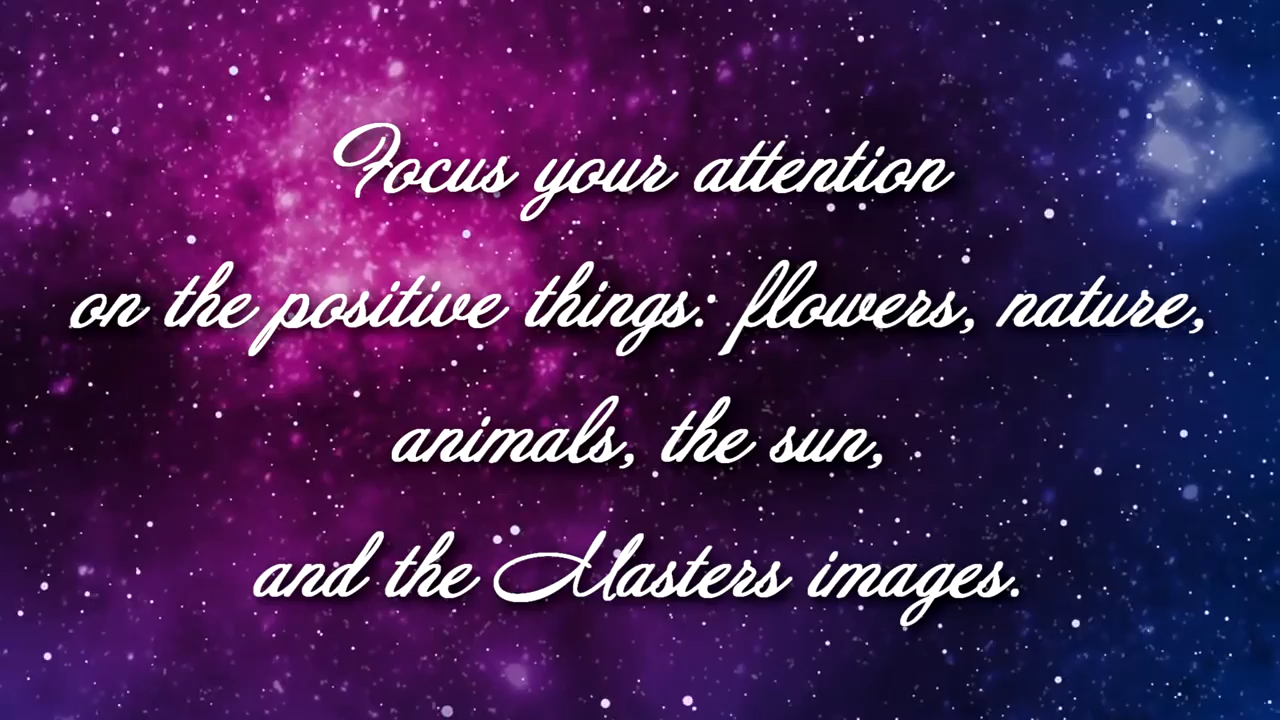 Focus your attention
on the positive things: flowers, nature,
animals, the sun,
and the Masters images.